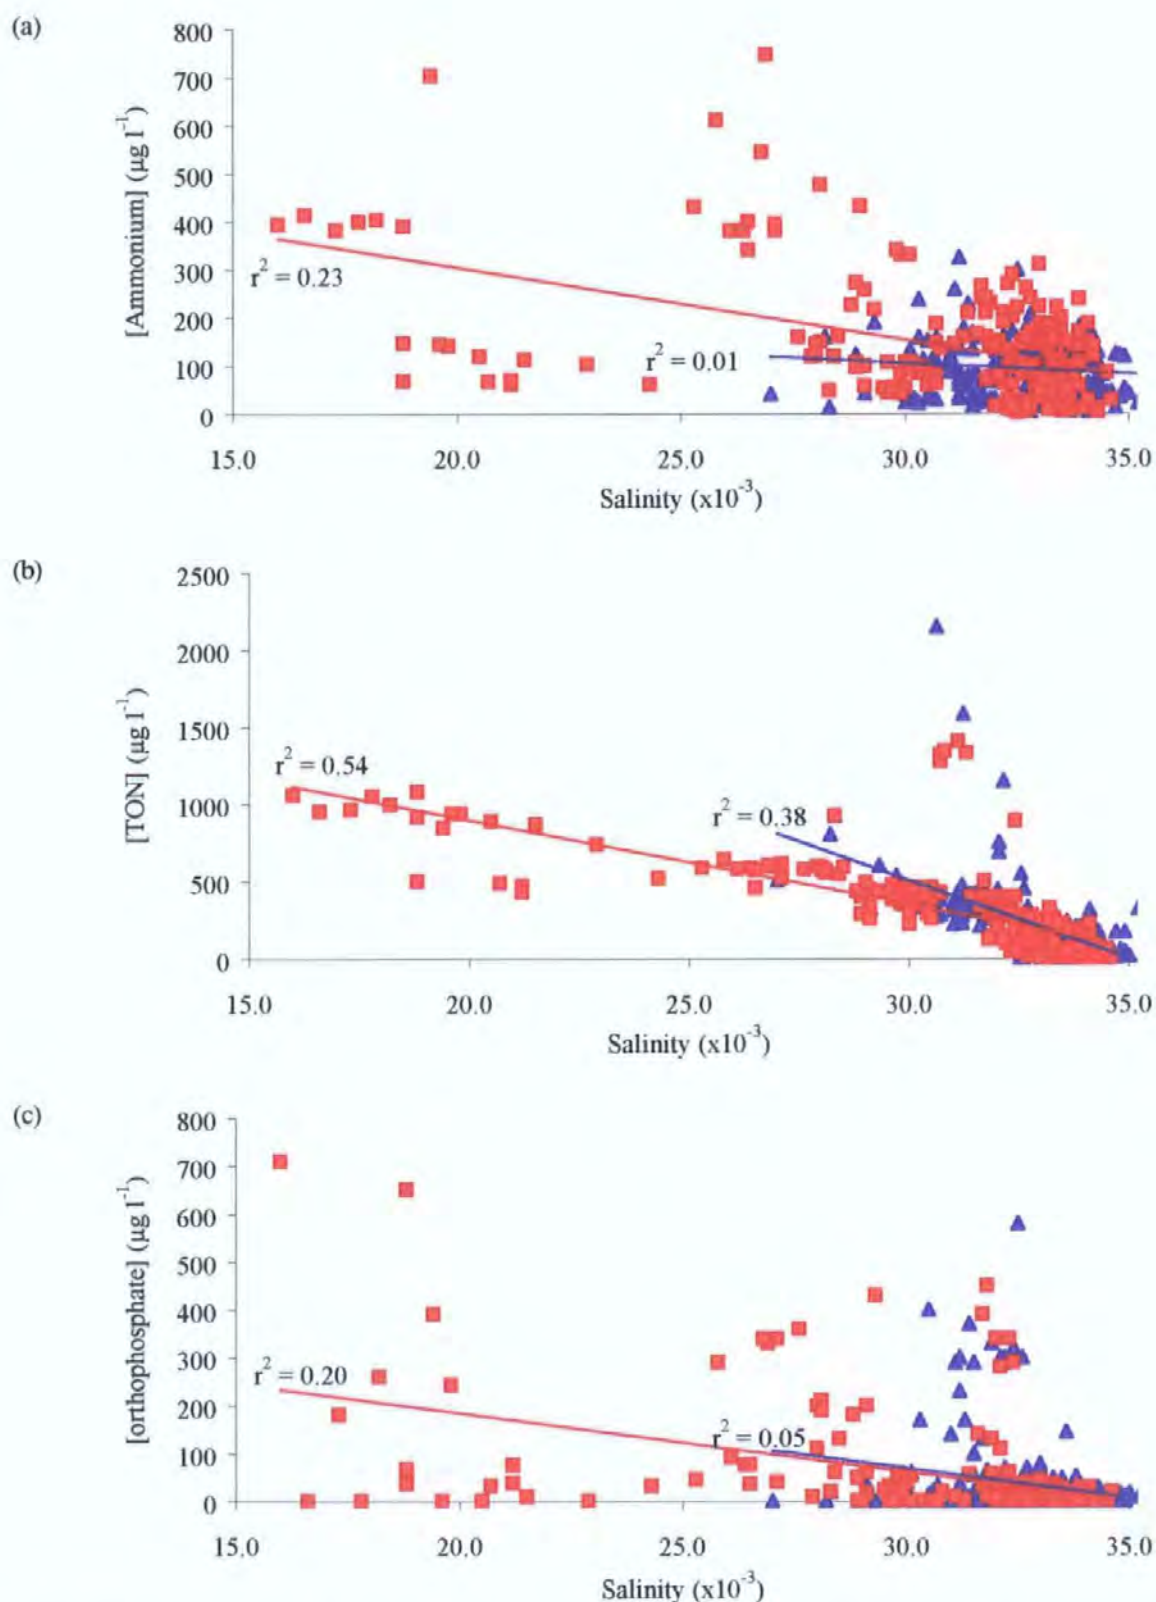 (a)
800
700
600
500
400
300
200
100
0
[Ammonium] (µg l⁻¹)
r² = 0.23
r² = 0.01
15.0 20.0 25.0 30.0 35.0
Salinity (x10⁻³)
(b)
2500
2000
1500
1000
500
0
[TON] (µg l⁻¹)
r² = 0.54
r² = 0.38
15.0 20.0 25.0 30.0 35.0
Salinity (x10⁻³)
(c)
800
700
600
500
400
300
200
100
0
[orthophosphate] (µg l⁻¹)
r² = 0.20
r² = 0.05
15.0 20.0 25.0 30.0 35.0
Salinity (x10⁻³)